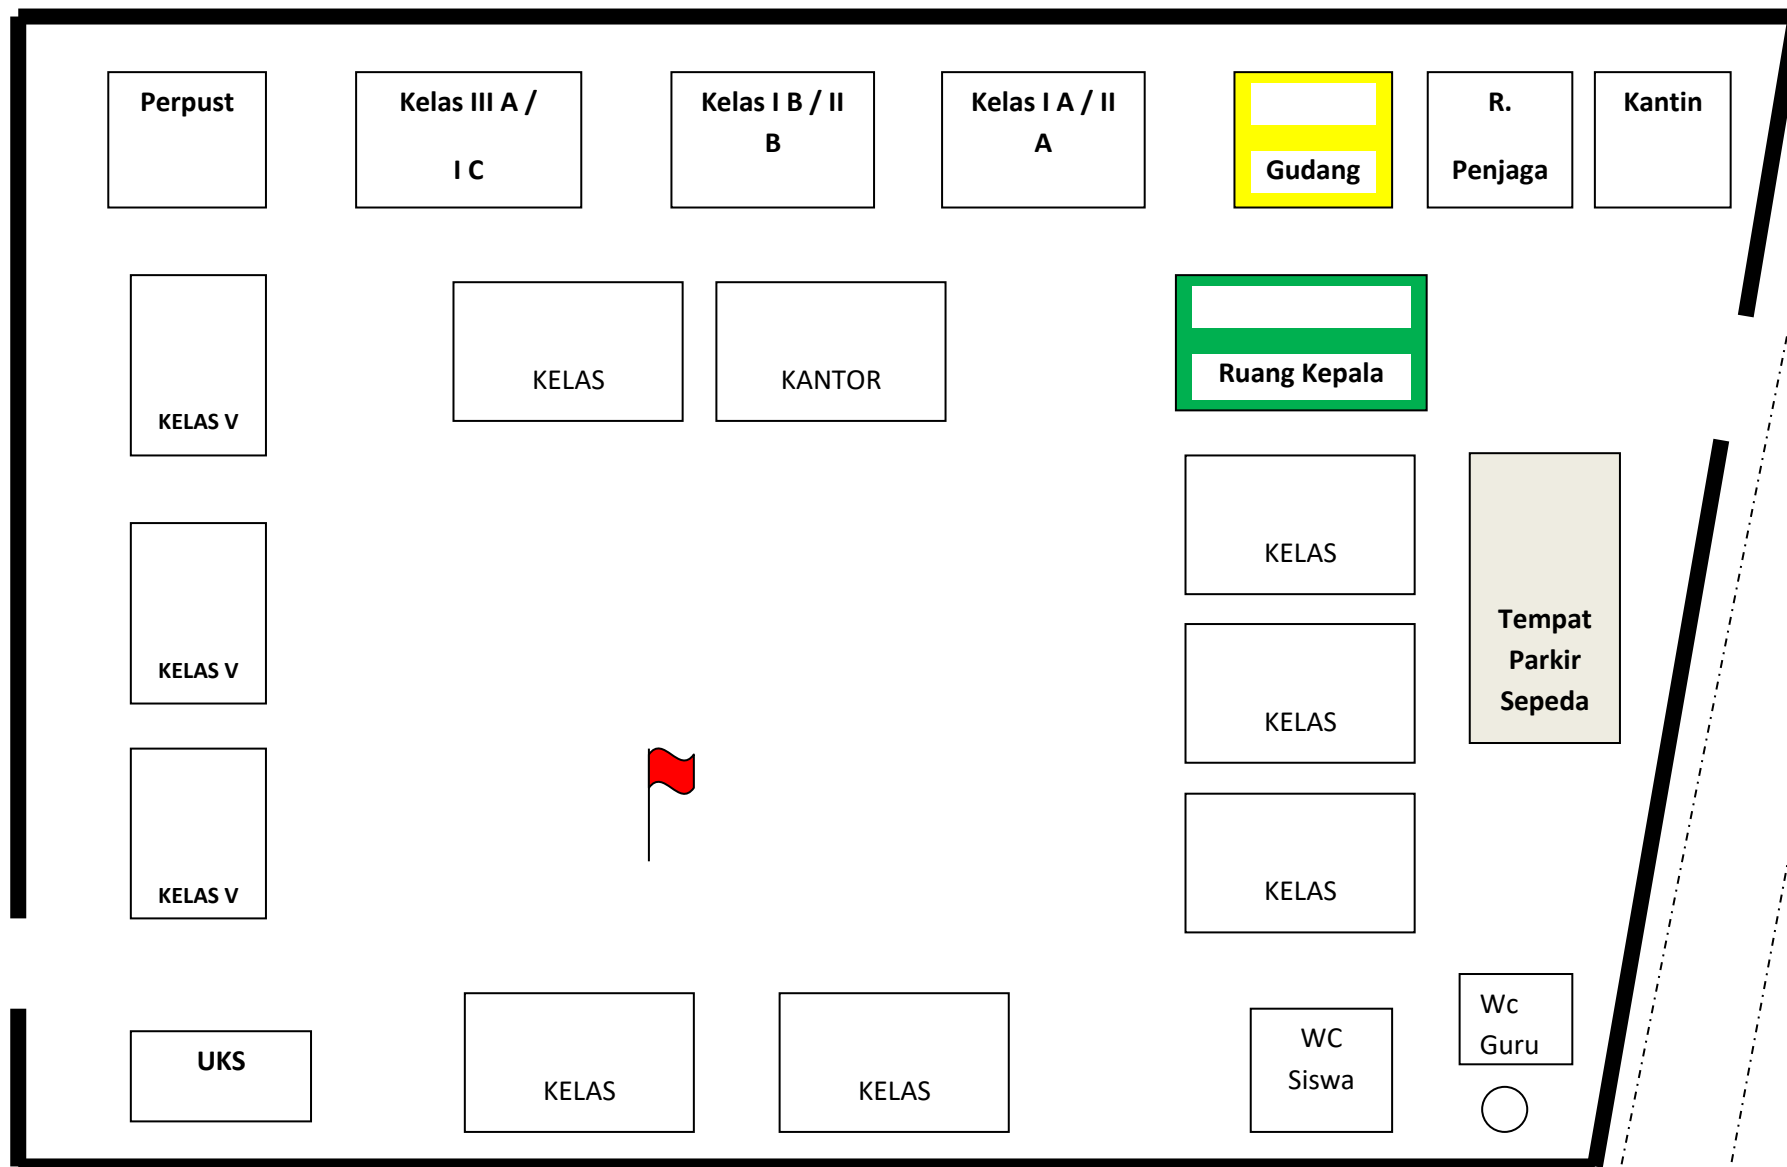 Perpust
Kelas III A /
I C
Kelas I B / II
B
Kelas I A / II
A
Gudang
R.
Penjaga
Kantin
KELAS V
KELAS
KANTOR
Ruang Kepala
KELAS
Tempat
Parkir
Sepeda
KELAS V
KELAS
KELAS V
KELAS
UKS
KELAS
KELAS
WC
Siswa
Wc
Guru